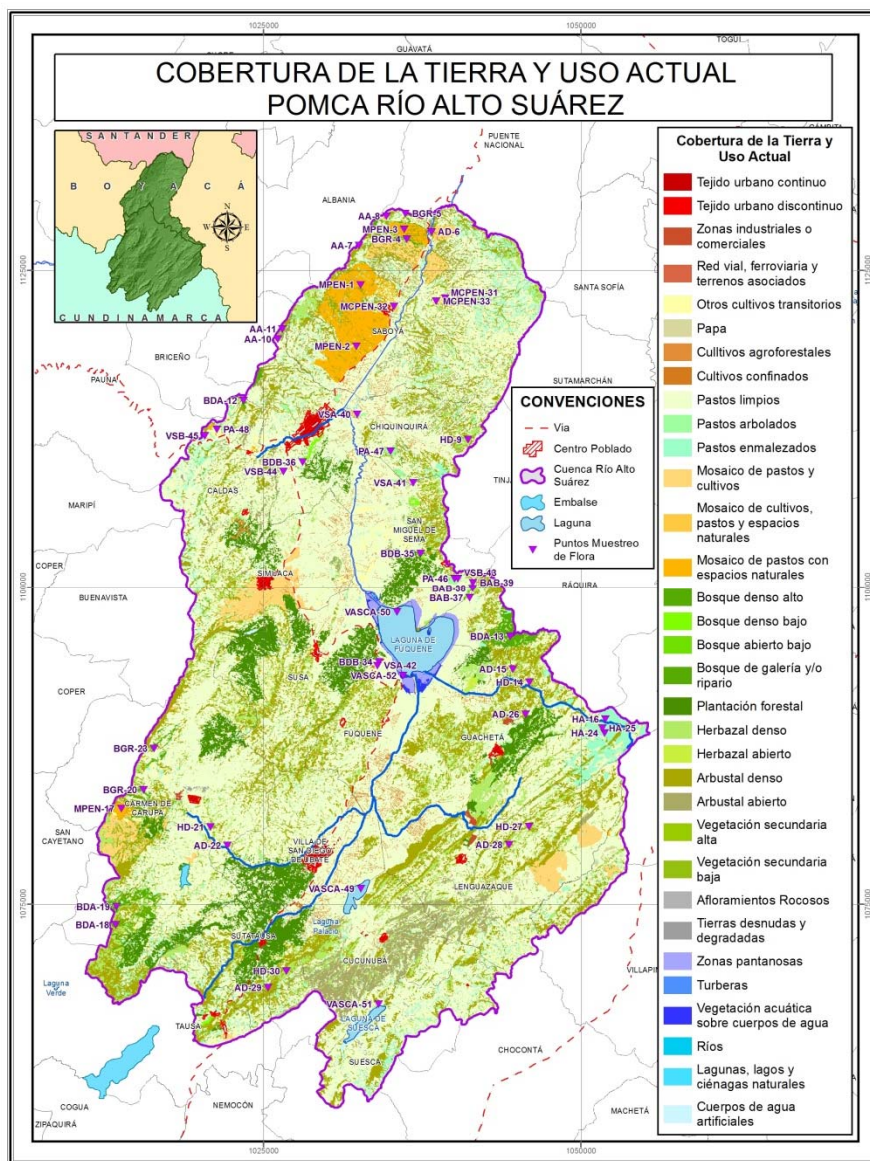 1025000
1050000
GUAVATÁ
TOGÜI
COBERTURA DE LA TIERRA Y USO ACTUAL
POMCA RÍO ALTO SUÁREZ
SANTANDER
BOYACÁ
CUNDINAMARCA
N
W
E
S
PUENTE
NACIONAL
ALBANIA
AA-8
BGR-5
MPEN-3
AD-6
BGR-4
AA-7
1125000
1125000
MPEN-1
MCPEN-31
MCPEN-32
MCPEN-33
SANTA SOFÍA
SABOYÁ
AA-11
AA-10
MPEN-2
BRICEÑO
PAUNA
SUTAMARCHÁN
BDA-12
VSA-40
PA-48
VSB-45
CHIQUINQUIRÁ
HD-9
PA-47
BDB-36
VSB-44
VSA-41
CALDAS
TINJA
MARIPÍ
SAN
MIGUEL DE
SEMA
BDB-35
COPER
SIMIJACA
PA-46
VSB-43
BAB-38
BAB-39
BAB-37
RÁQUIRA
1100000
1100000
BUENAVISTA
VASCA-50
LAGUNA DE
FÚQUENE
BDA-13
BDB-34
VSA-42
VASCA-52
AD-15
HD-14
SUSA
COPER
AD-26
HA-16
HA-25
HA-24
FÚQUENE
GUACHETÁ
BGR-23
BGR-20
MPEN-17
CARMEN DE
CARUPA
HD-21
HD-27
SAN
CAYETANO
AD-22
VILLA DE
SAN DIEGO
DE UBATE
AD-28
LENGUAZAQUE
VASCA-49
BDA-19
BDA-18
1075000
1075000
Laguna
Palacio
SUTATAUSA
CUCUNUBÁ
HD-30
AD-29
VILLAPIN
Laguna
Verde
VASCA-51
LAGUNA DE
SUESCA
TAUSA
CHOCONTÁ
SUESCA
COGUA
NEMOCÓN
MACHETÁ
ZIPAQUIRÁ
1025000
1050000
CONVENCIONES
Via
Centro Poblado
Cuenca Río Alto
Suárez
Embalse
Laguna
Puntos Muestreo
de Flora
Cobertura de la Tierra y
Uso Actual
Tejido urbano continuo
Tejido urbano discontinuo
Zonas industriales o
comerciales
Red vial, ferroviaria y
terrenos asociados
Otros cultivos transitorios
Papa
Culltivos agroforestales
Cultivos confinados
Pastos limpios
Pastos arbolados
Pastos enmalezados
Mosaico de pastos y
cultivos
Mosaico de cultivos,
pastos y espacios
naturales
Mosaico de pastos con
espacios naturales
Bosque denso alto
Bosque denso bajo
Bosque abierto bajo
Bosque de galería y/o
ripario
Plantación forestal
Herbazal denso
Herbazal abierto
Arbustal denso
Arbustal abierto
Vegetación secundaria
alta
Vegetación secundaria
baja
Afloramientos Rocosos
Tierras desnudas y
degradadas
Zonas pantanosas
Turberas
Vegetación acuática
sobre cuerpos de agua
Ríos
Lagunas, lagos y
ciénagas naturales
Cuerpos de agua
artificiales